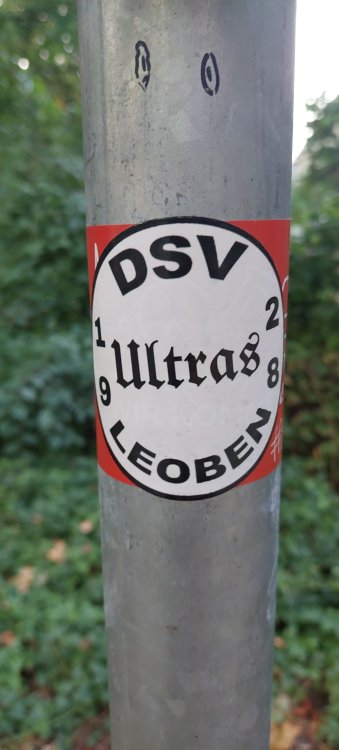 DSV
1 2
Ultras
9 8
LEOBEN